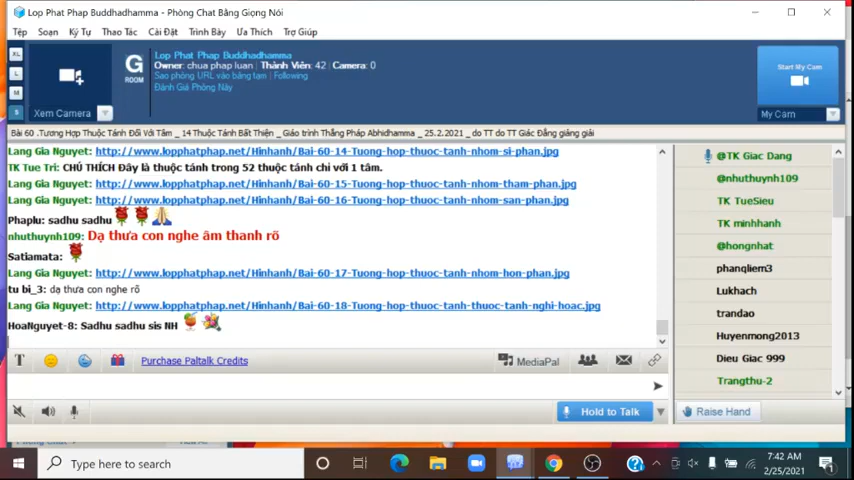 Lop Phat Phap Buddhadhamma - Phòng Chat Bằng Giọng Nói
Tệp Soạn Ký Tự Thao Tác Cài Đặt Trình Bày Ưa Thích Trợ Giúp
XL
L
M
S
Xem Camera
G
ROOM
Lop Phat Phap Buddhadhamma
Owner: chua phap luan | Thành Viên: 42 | Camera: 0
Sao phòng URL vào bảng tạm | Following
Đánh Giá Phòng Này
Start My Cam
My Cam
Bài 60 .Tương Hợp Thuộc Tánh Đối Với Tâm _ 14 Thuộc Tánh Bất Thiện _ Giáo trình Thắng Pháp Abhidhamma _ 25.2.2021 _ do TT do TT Giác Đẳng giảng giải
Lang Gia Nguyet: http://www.lopphatphap.net/Hinhanh/Bai-60-14-Tuong-hop-thuoc-tanh-nhom-si-phan.jpg
TK Tue Tri: CHÚ THÍCH Đây là thuộc tánh trong 52 thuộc tánh chỉ với 1 tâm.
Lang Gia Nguyet: http://www.lopphatphap.net/Hinhanh/Bai-60-15-Tuong-hop-thuoc-tanh-nhom-tham-phan.jpg
Lang Gia Nguyet: http://www.lopphatphap.net/Hinhanh/Bai-60-16-Tuong-hop-thuoc-tanh-nhom-san-phan.jpg
Phaplu: sadhu sadhu
nhuthuynh109: Dạ thưa con nghe âm thanh rõ
Satiamata:
Lang Gia Nguyet: http://www.lopphatphap.net/Hinhanh/Bai-60-17-Tuong-hop-thuoc-tanh-nhom-hon-phan.jpg
tu bi_3: dạ thưa con nghe rõ
Lang Gia Nguyet: http://www.lopphatphap.net/Hinhanh/Bai-60-18-Tuong-hop-thuoc-tanh-thuoc-tanh-nghi-hoac.jpg
HoaNguyet-8: Sadhu sadhu sis NH
@TK Giac Dang
@nhuthuynh109
TK TueSieu
TK minhhanh
@hongnhat
phanqliem3
Lukhach
trandao
Huyenmong2013
Dieu Giac 999
Trangthu-2
T
Purchase Paltalk Credits
MediaPal
Hold to Talk
Raise Hand
Type here to search
7:42 AM
2/25/2021
1